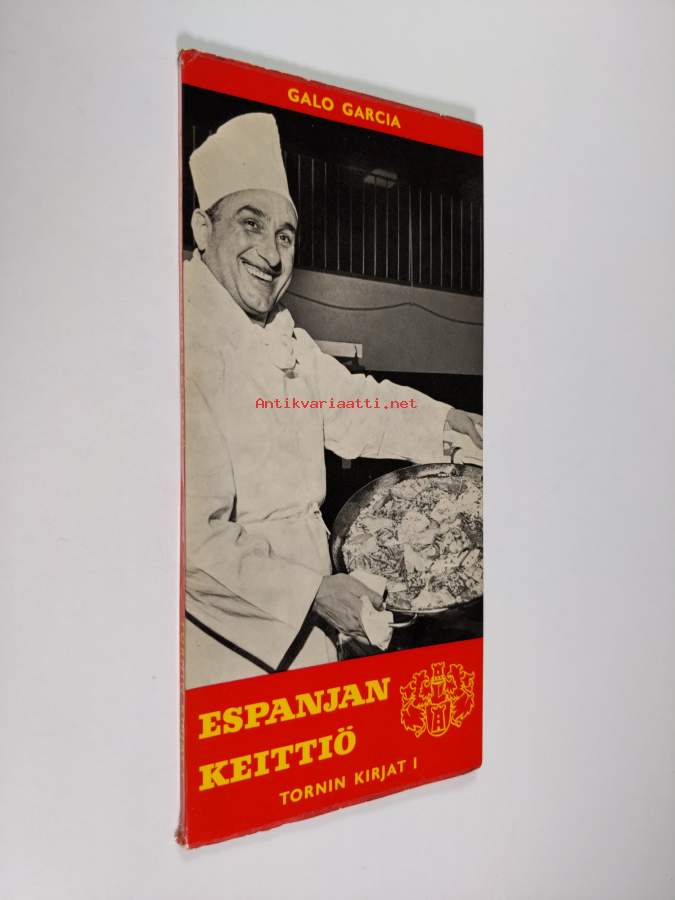 GALO GARCIA
Antikvariaatti.net
ESPANJAN
KEITTIÖ
TORNIN KIRJAT I